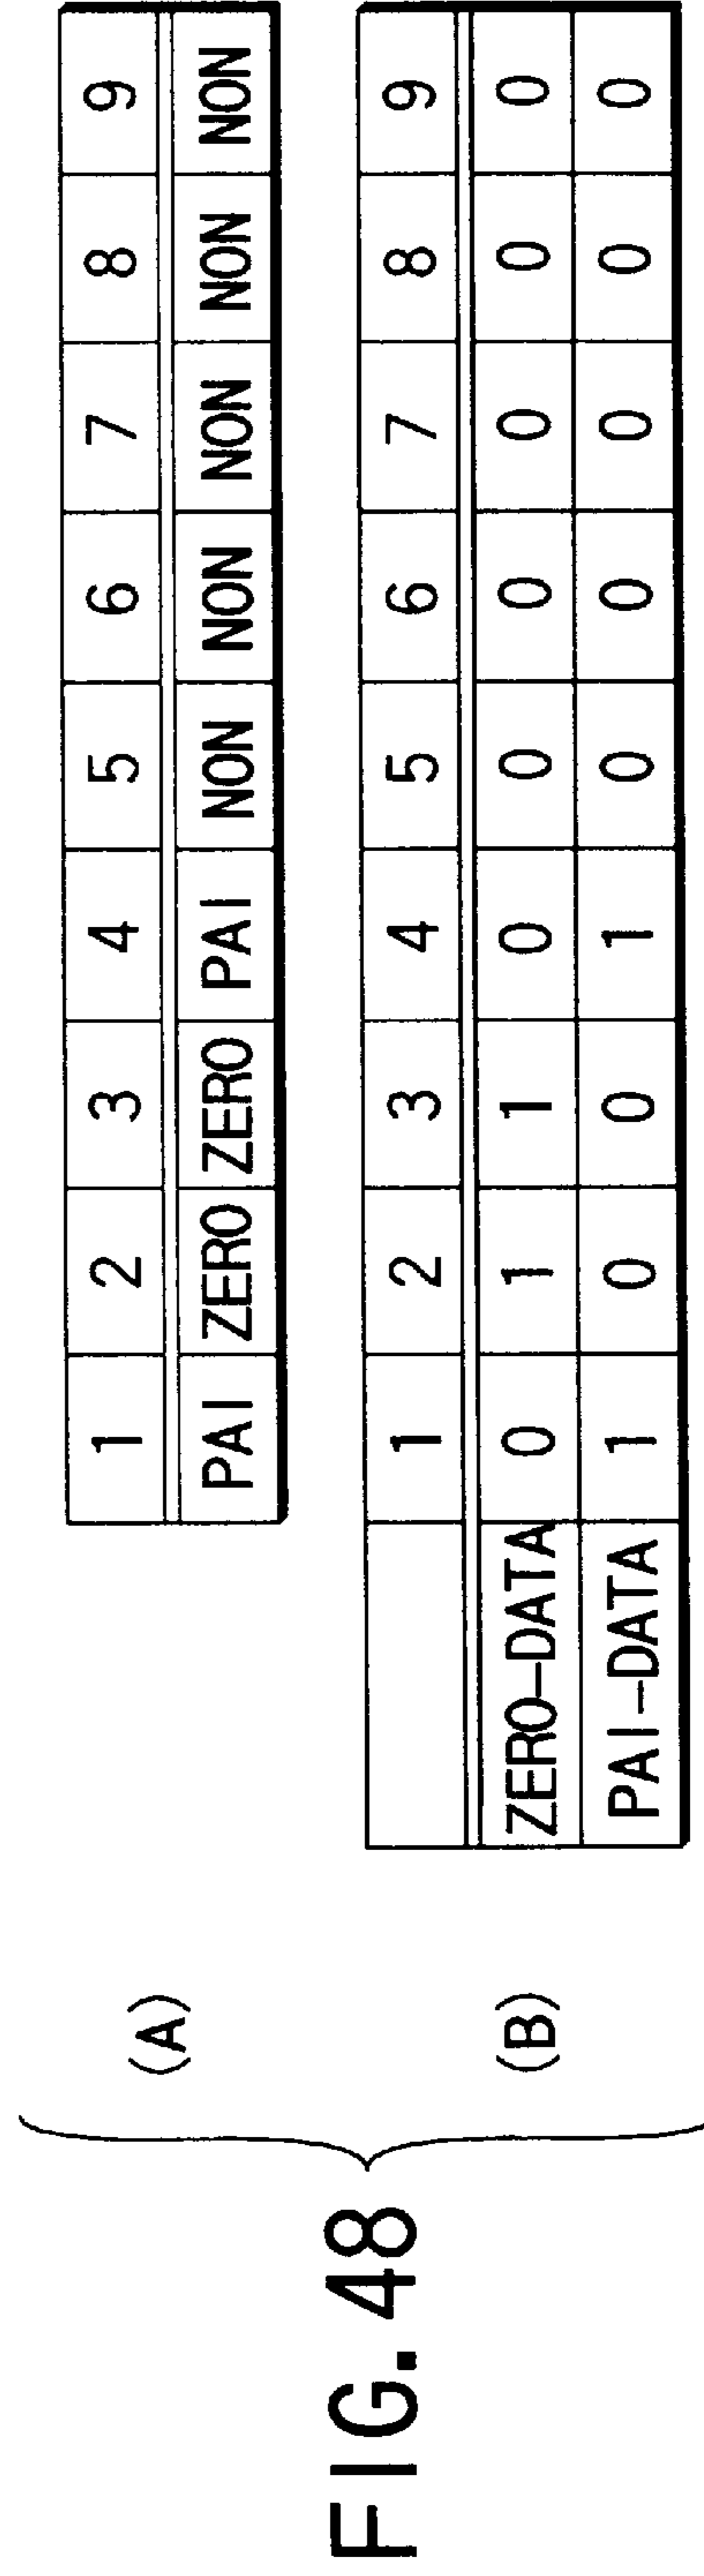 FIG. 48
(A)
1 2 3 4 5 6 7 8 9
PAI ZERO ZERO PAI NON NON NON NON NON
(B)
1 2 3 4 5 6 7 8 9
ZERO-DATA 0 1 1 0 0 0 0 0 0
PAI-DATA 1 0 0 1 0 0 0 0 0